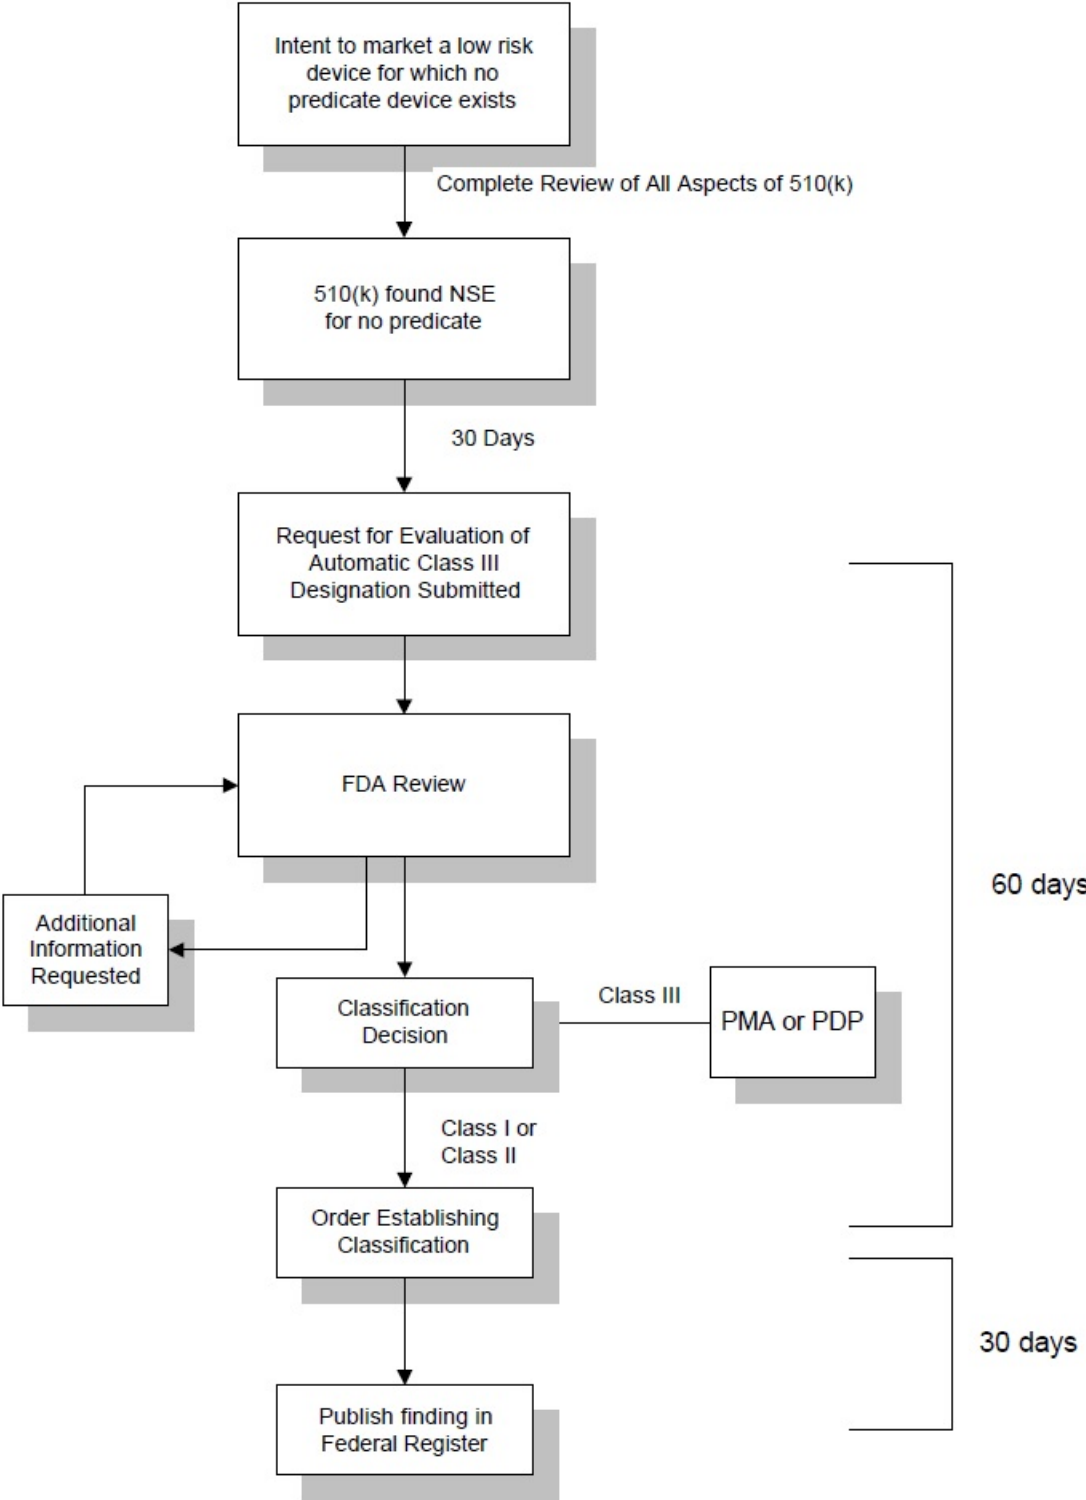 Intent to market a low risk
device for which no
predicate device exists
Complete Review of All Aspects of 510(k)
510(k) found NSE
for no predicate
30 Days
Request for Evaluation of
Automatic Class III
Designation Submitted
FDA Review
60 days
Additional
Information
Requested
Classification
Decision
Class III
PMA or PDP
Class I or
Class II
Order Establishing
Classification
30 days
Publish finding in
Federal Register